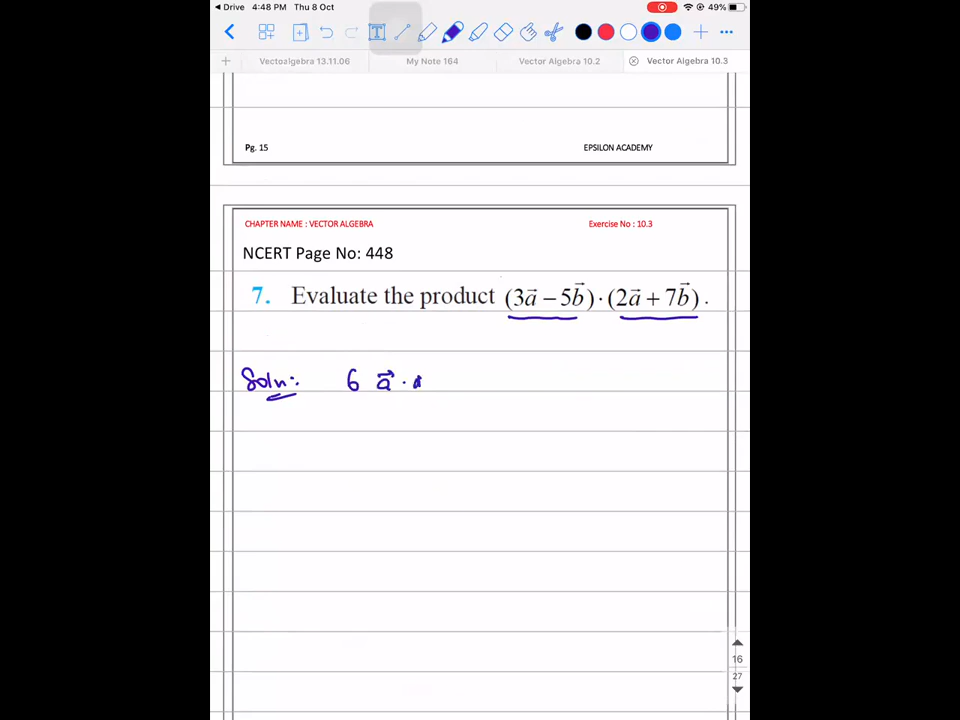 Drive 4:48 PM Thu 8 Oct 49%
Vectoalgebra 13.11.06 My Note 164 Vector Algebra 10.2 Vector Algebra 10.3
Pg. 15 EPSILON ACADEMY
CHAPTER NAME : VECTOR ALGEBRA Exercise No : 10.3
NCERT Page No: 448
7. Evaluate the product (3a⃗ − 5b⃗) · (2a⃗ + 7b⃗) .
Soln: 6 a⃗ ·
16
27